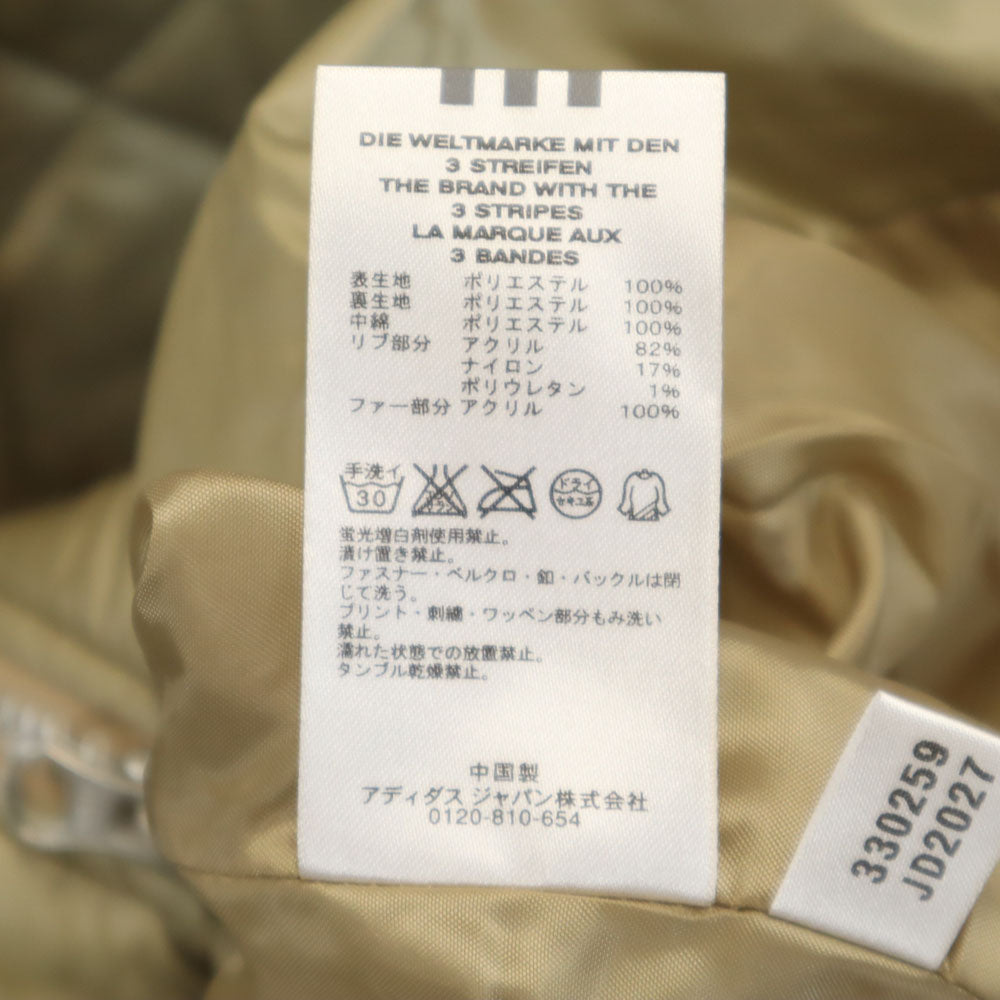 DIE WELTMARKE MIT DEN
3 STREIFEN
THE BRAND WITH THE
3 STRIPES
LA MARQUE AUX
3 BANDES
表生地 ポリエステル 100%
裏生地 ポリエステル 100%
中綿 ポリエステル 100%
リブ部分 アクリル 82%
ナイロン 17%
ポリウレタン 1%
ファー部分 アクリル 100%
手洗イ
30
ドライ
セキユ系
蛍光増白剤使用禁止。
漬け置き禁止。
ファスナー・ベルクロ・釦・バックルは閉
じて洗う。
プリント・刺繍・ワッペン部分もみ洗い
禁止。
濡れた状態での放置禁止。
タンブル乾燥禁止。
中国製
アディダス ジャパン株式会社
0120-810-654
330259
JD2027